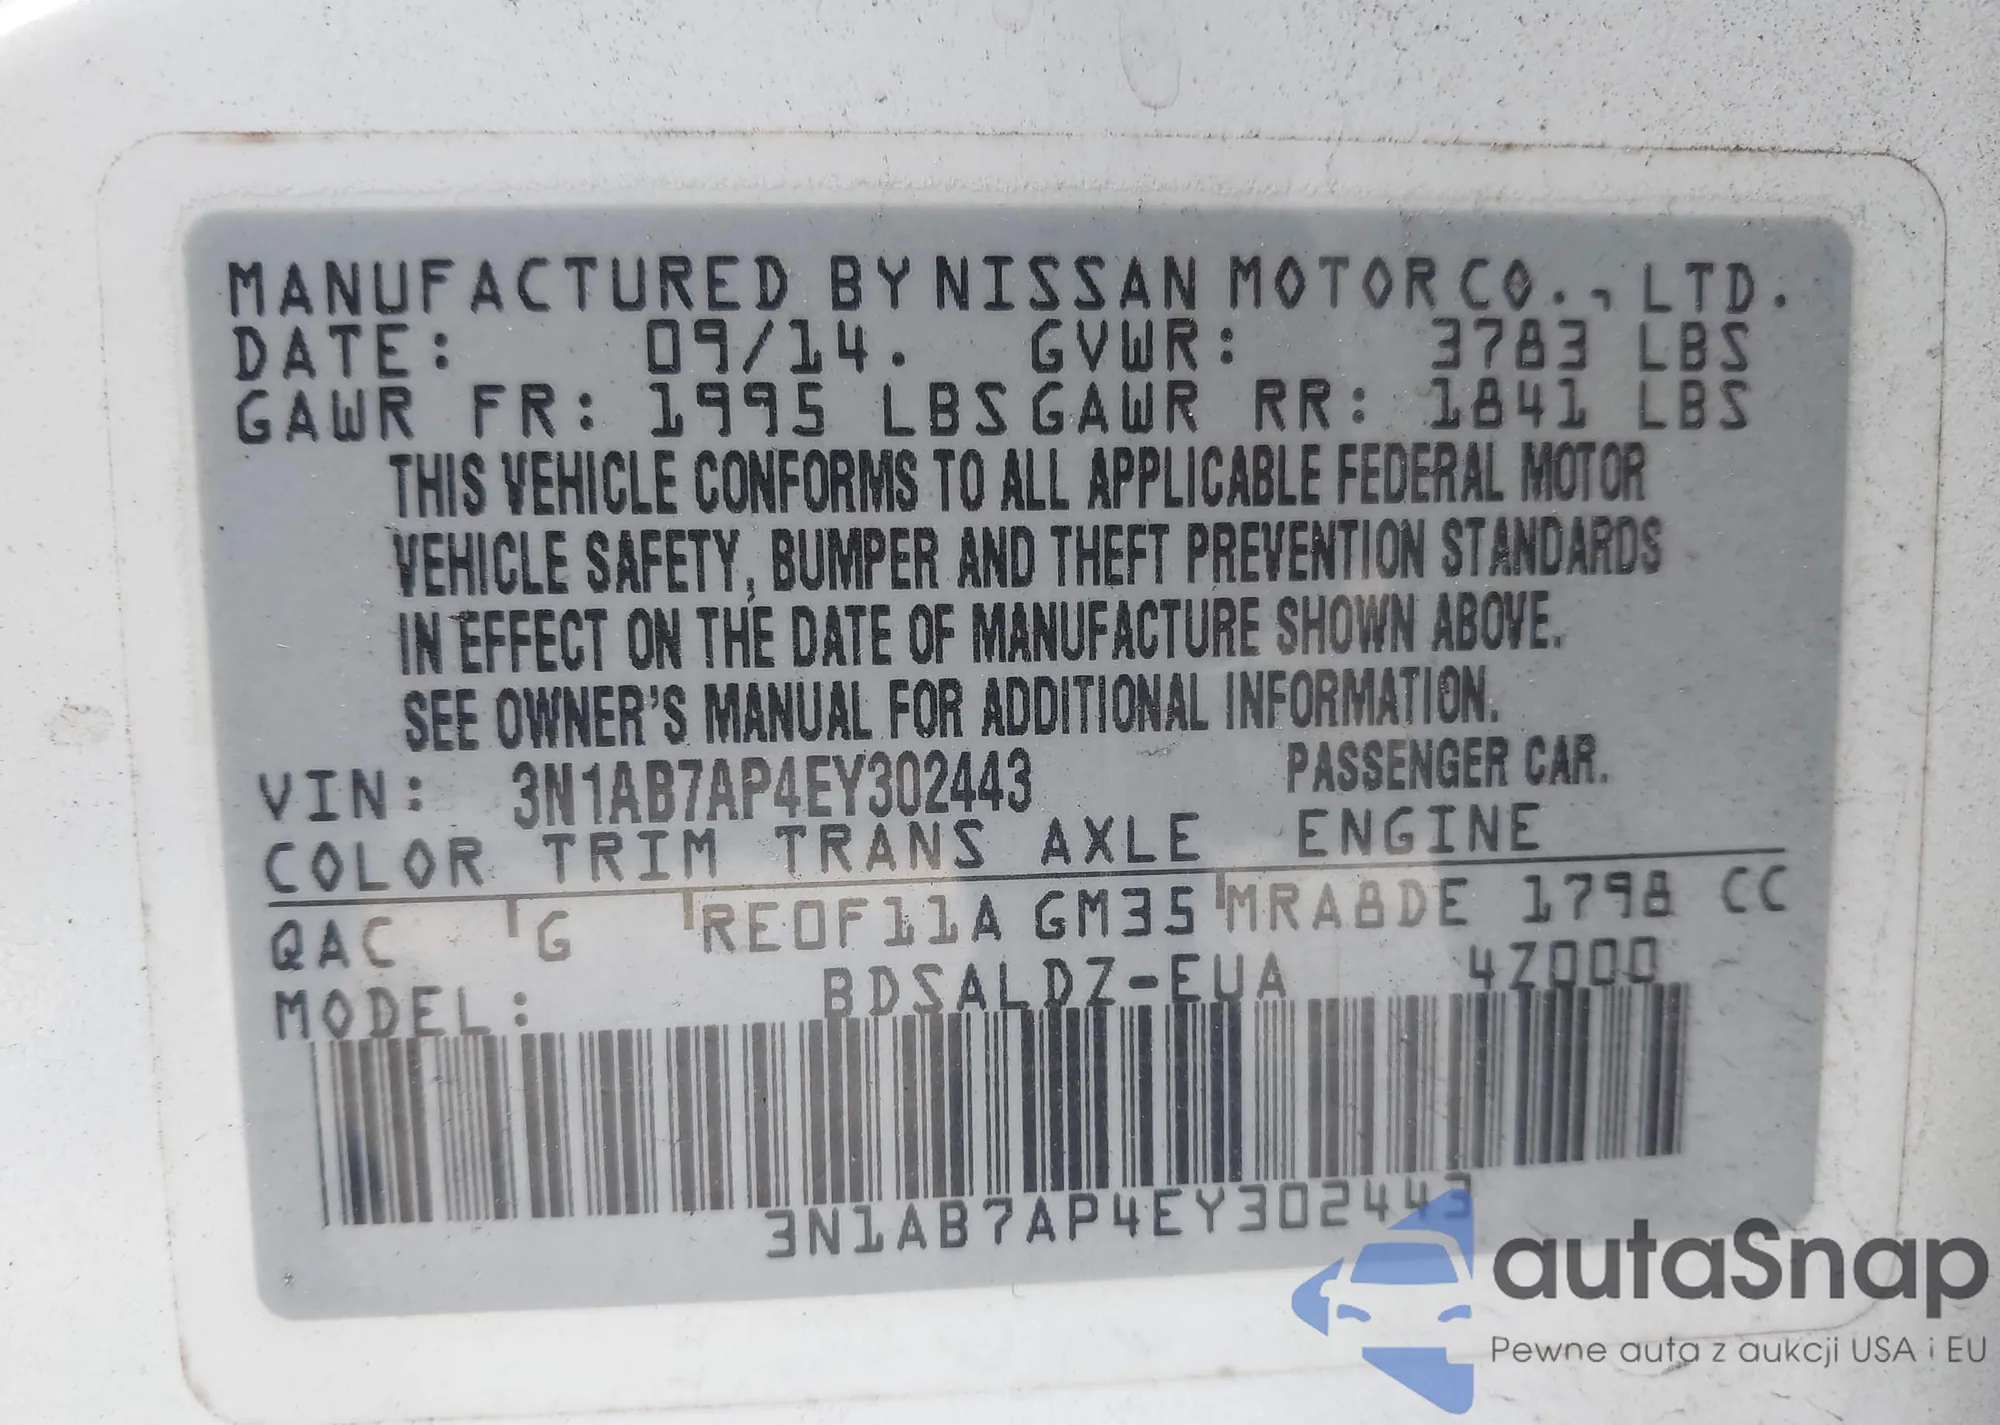 MANUFACTURED BY NISSAN MOTOR CO., LTD.
DATE: 09/14. GVWR: 3783 LBS
GAWR FR: 1995 LBS GAWR RR: 1841 LBS
THIS VEHICLE CONFORMS TO ALL APPLICABLE FEDERAL MOTOR
VEHICLE SAFETY, BUMPER AND THEFT PREVENTION STANDARDS
IN EFFECT ON THE DATE OF MANUFACTURE SHOWN ABOVE.
SEE OWNER'S MANUAL FOR ADDITIONAL INFORMATION.
VIN: 3N1AB7AP4EY302443 PASSENGER CAR.
COLOR TRIM TRANS AXLE ENGINE
QAC G RE0F11A GM35 MRA8DE 1798 CC
MODEL: BDSALDZ-EUA 4Z000
3N1AB7AP4EY302443
autaSnap
Pewne auta z aukcji USA i EU